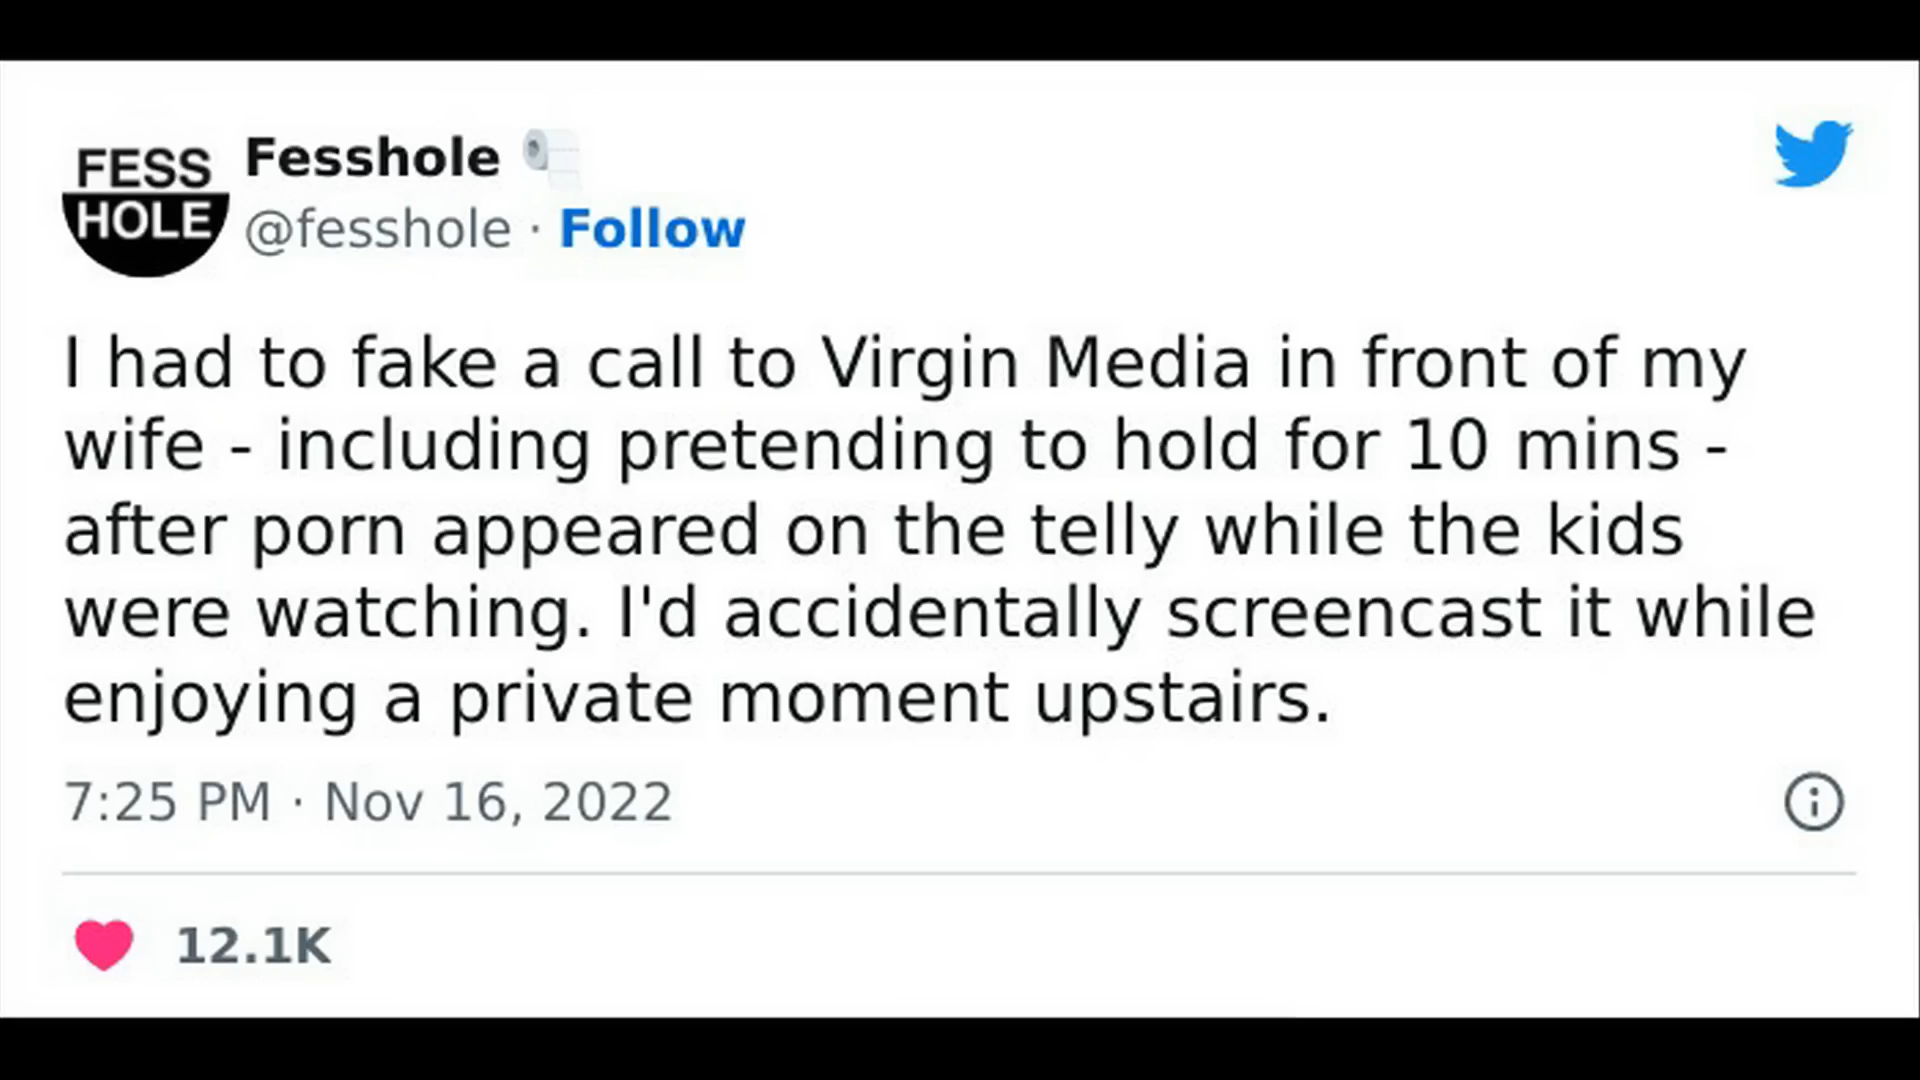 FESS
HOLE
Fesshole
@fesshole · Follow
I had to fake a call to Virgin Media in front of my
wife - including pretending to hold for 10 mins -
after porn appeared on the telly while the kids
were watching. I'd accidentally screencast it while
enjoying a private moment upstairs.
7:25 PM · Nov 16, 2022
12.1K